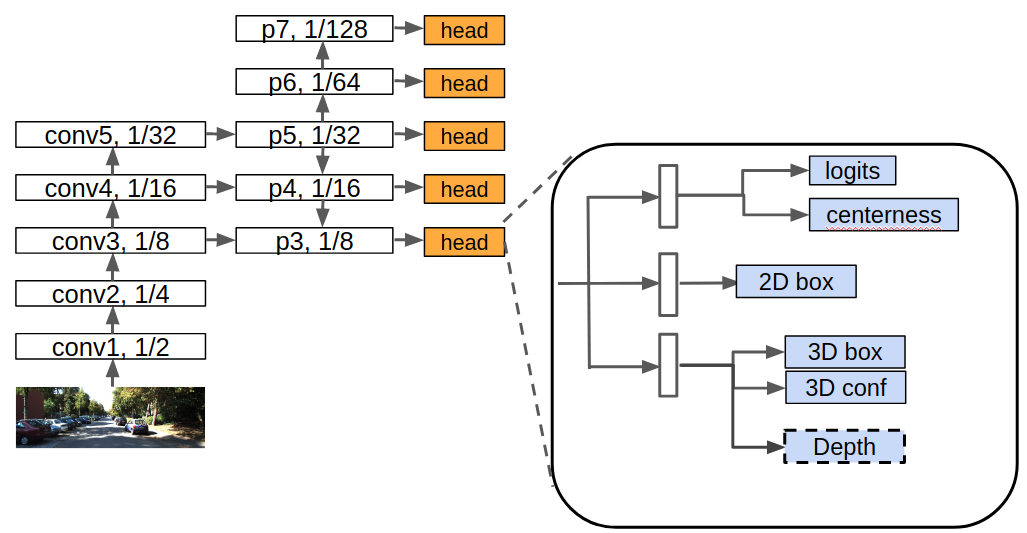 p7, 1/128
head
p6, 1/64
head
conv5, 1/32
p5, 1/32
head
conv4, 1/16
p4, 1/16
head
conv3, 1/8
p3, 1/8
head
conv2, 1/4
conv1, 1/2
logits
centerness
2D box
3D box
3D conf
Depth